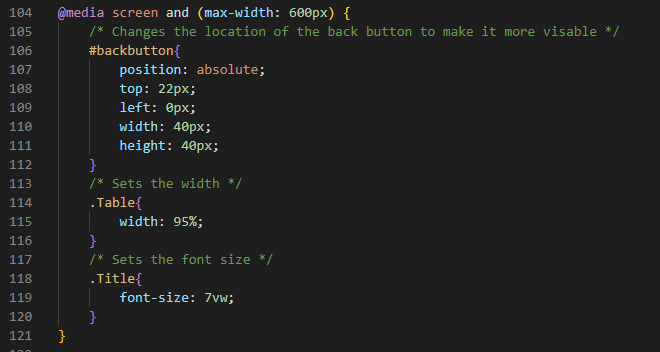 104 @media screen and (max-width: 600px) {
105 /* Changes the location of the back button to make it more visable */
106 #backbutton{
107 position: absolute;
108 top: 22px;
109 left: 0px;
110 width: 40px;
111 height: 40px;
112 }
113 /* Sets the width */
114 .Table{
115 width: 95%;
116 }
117 /* Sets the font size */
118 .Title{
119 font-size: 7vw;
120 }
121 }